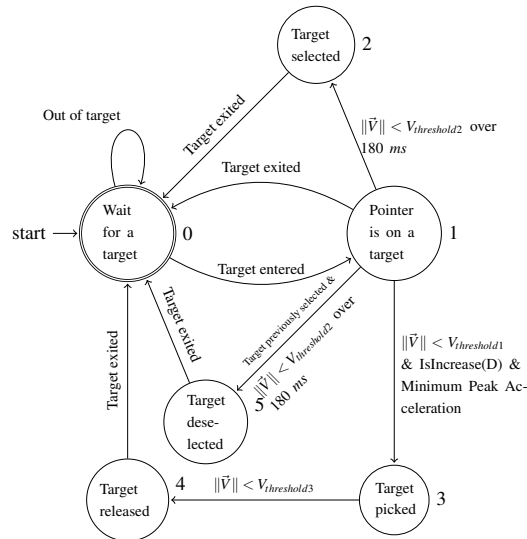 Target
selected
2
Out of target
Target exited
‖V⃗‖ < Vthreshold2 over
180 ms
Target exited
Wait
for a
target
0
start
Pointer
is on a
target
1
Target entered
Target previously selected &
‖V⃗‖ < Vthreshold2 over
180 ms
Target exited
Target exited
‖V⃗‖ < Vthreshold1
& IsIncrease(D) &
Minimum Peak Ac-
celeration
Target
dese-
lected
5
Target
released
4
‖V⃗‖ < Vthreshold3
Target
picked
3